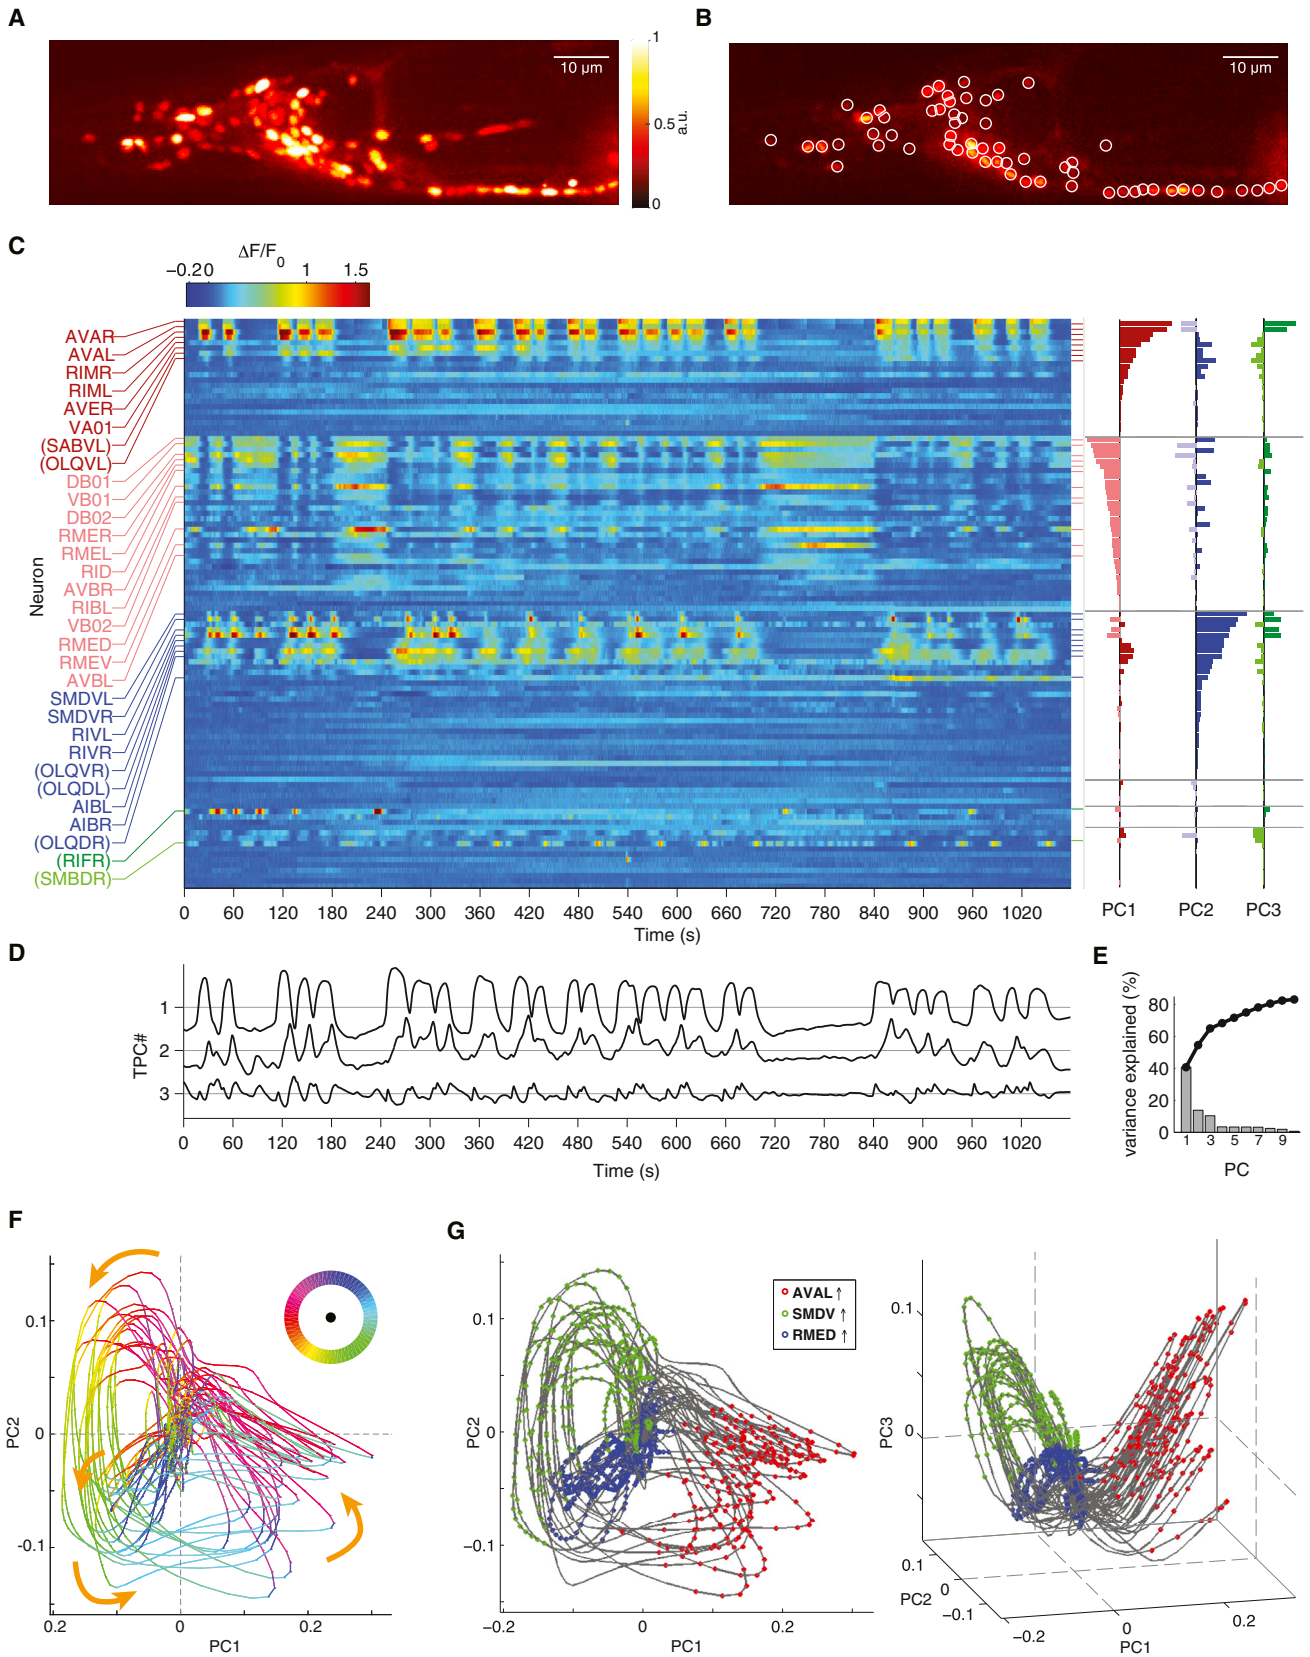 A
B
10 µm
1
0.5
a.u.
0
10 µm
C
ΔF/F0
−0.20 1 1.5
Neuron
AVAR
AVAL
RIMR
RIML
AVER
VA01
(SABVL)
(OLQVL)
DB01
VB01
DB02
RMER
RMEL
RID
AVBR
RIBL
VB02
RMED
RMEV
AVBL
SMDVL
SMDVR
RIVL
RIVR
(OLQVR)
(OLQDL)
AIBL
AIBR
(OLQDR)
(RIFR)
(SMBDR)
0 60 120 180 240 300 360 420 480 540 600 660 720 780 840 900 960 1020
Time (s)
PC1 PC2 PC3
D
TPC#
1
2
3
0 60 120 180 240 300 360 420 480 540 600 660 720 780 840 900 960 1020
Time (s)
E
variance explained (%)
80
60
40
20
0
1 3 5 7 9
PC
F
PC2
0.1
0
-0.1
0.2 0 0.2
PC1
G
AVAL ↑
SMDV ↑
RMED ↑
PC2
0.1
0
−0.1
−0.2 0 0.2
PC1
PC3
0.1
0
PC2
0.1
0
−0.1
−0.2 0 0.2
PC1